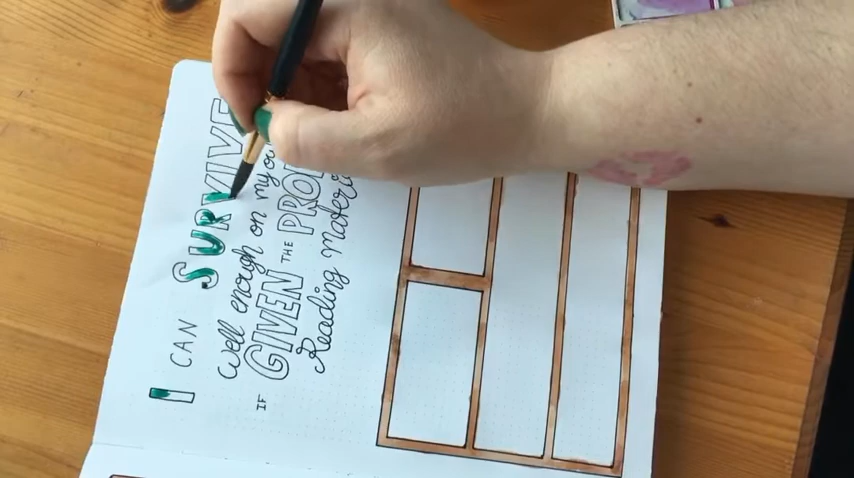 I CAN SURVIVE
Well enough on my
IF GIVEN THE
Reading